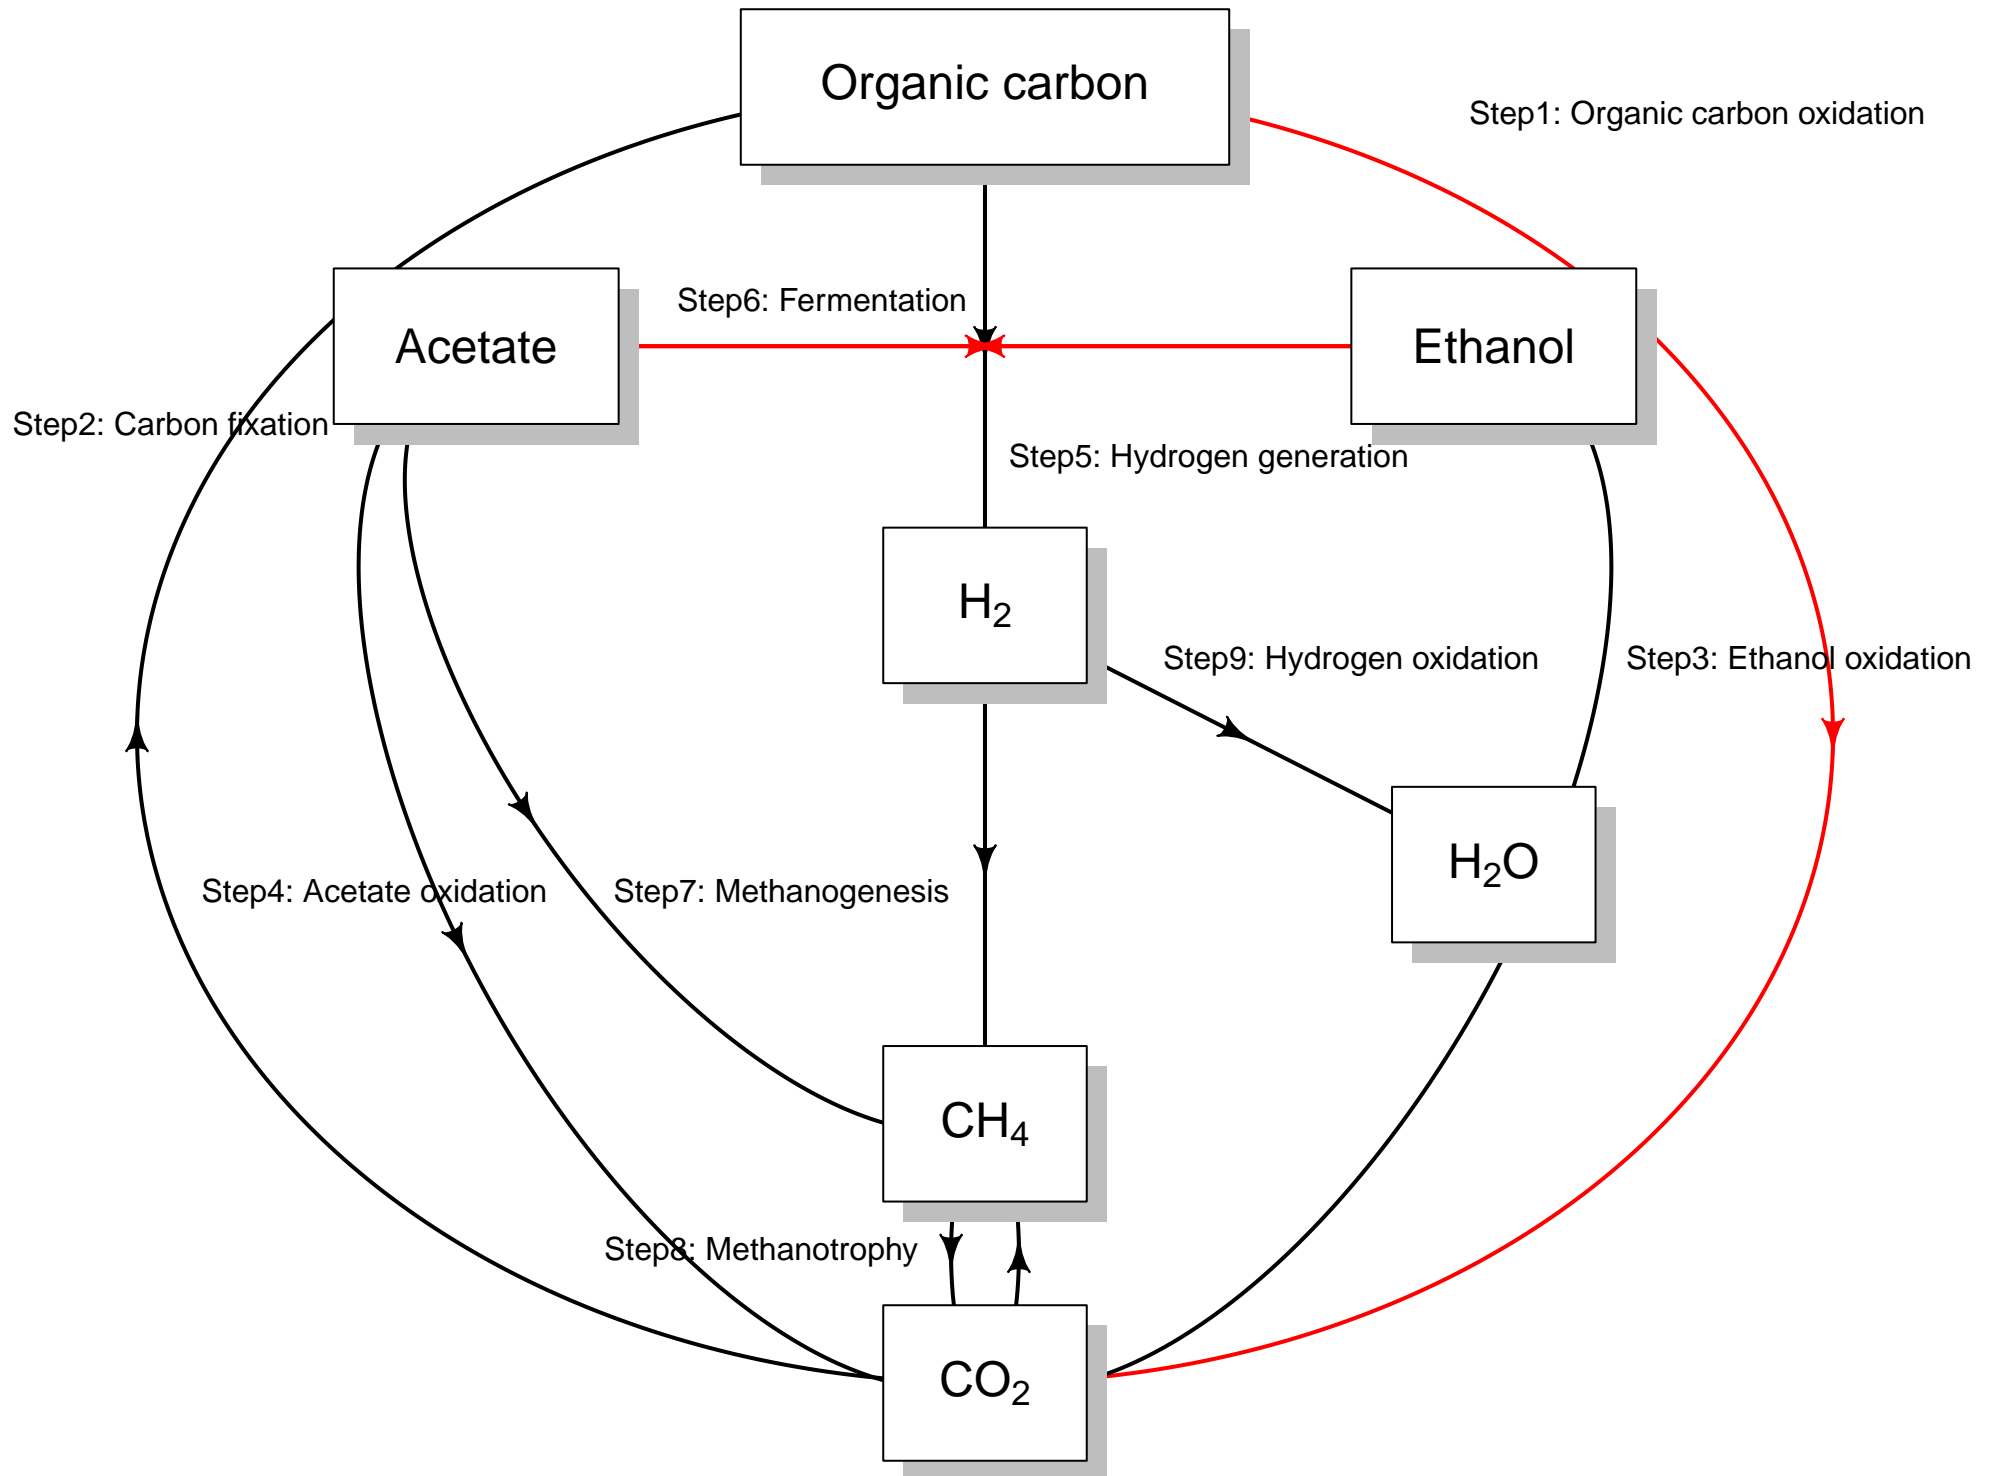 Organic carbon
Step1: Organic carbon oxidation
Step6: Fermentation
Acetate
Ethanol
Step2: Carbon fixation
Step5: Hydrogen generation
H₂
Step9: Hydrogen oxidation
Step3: Ethanol oxidation
H₂O
Step4: Acetate oxidation
Step7: Methanogenesis
CH₄
Step8: Methanotrophy
CO₂